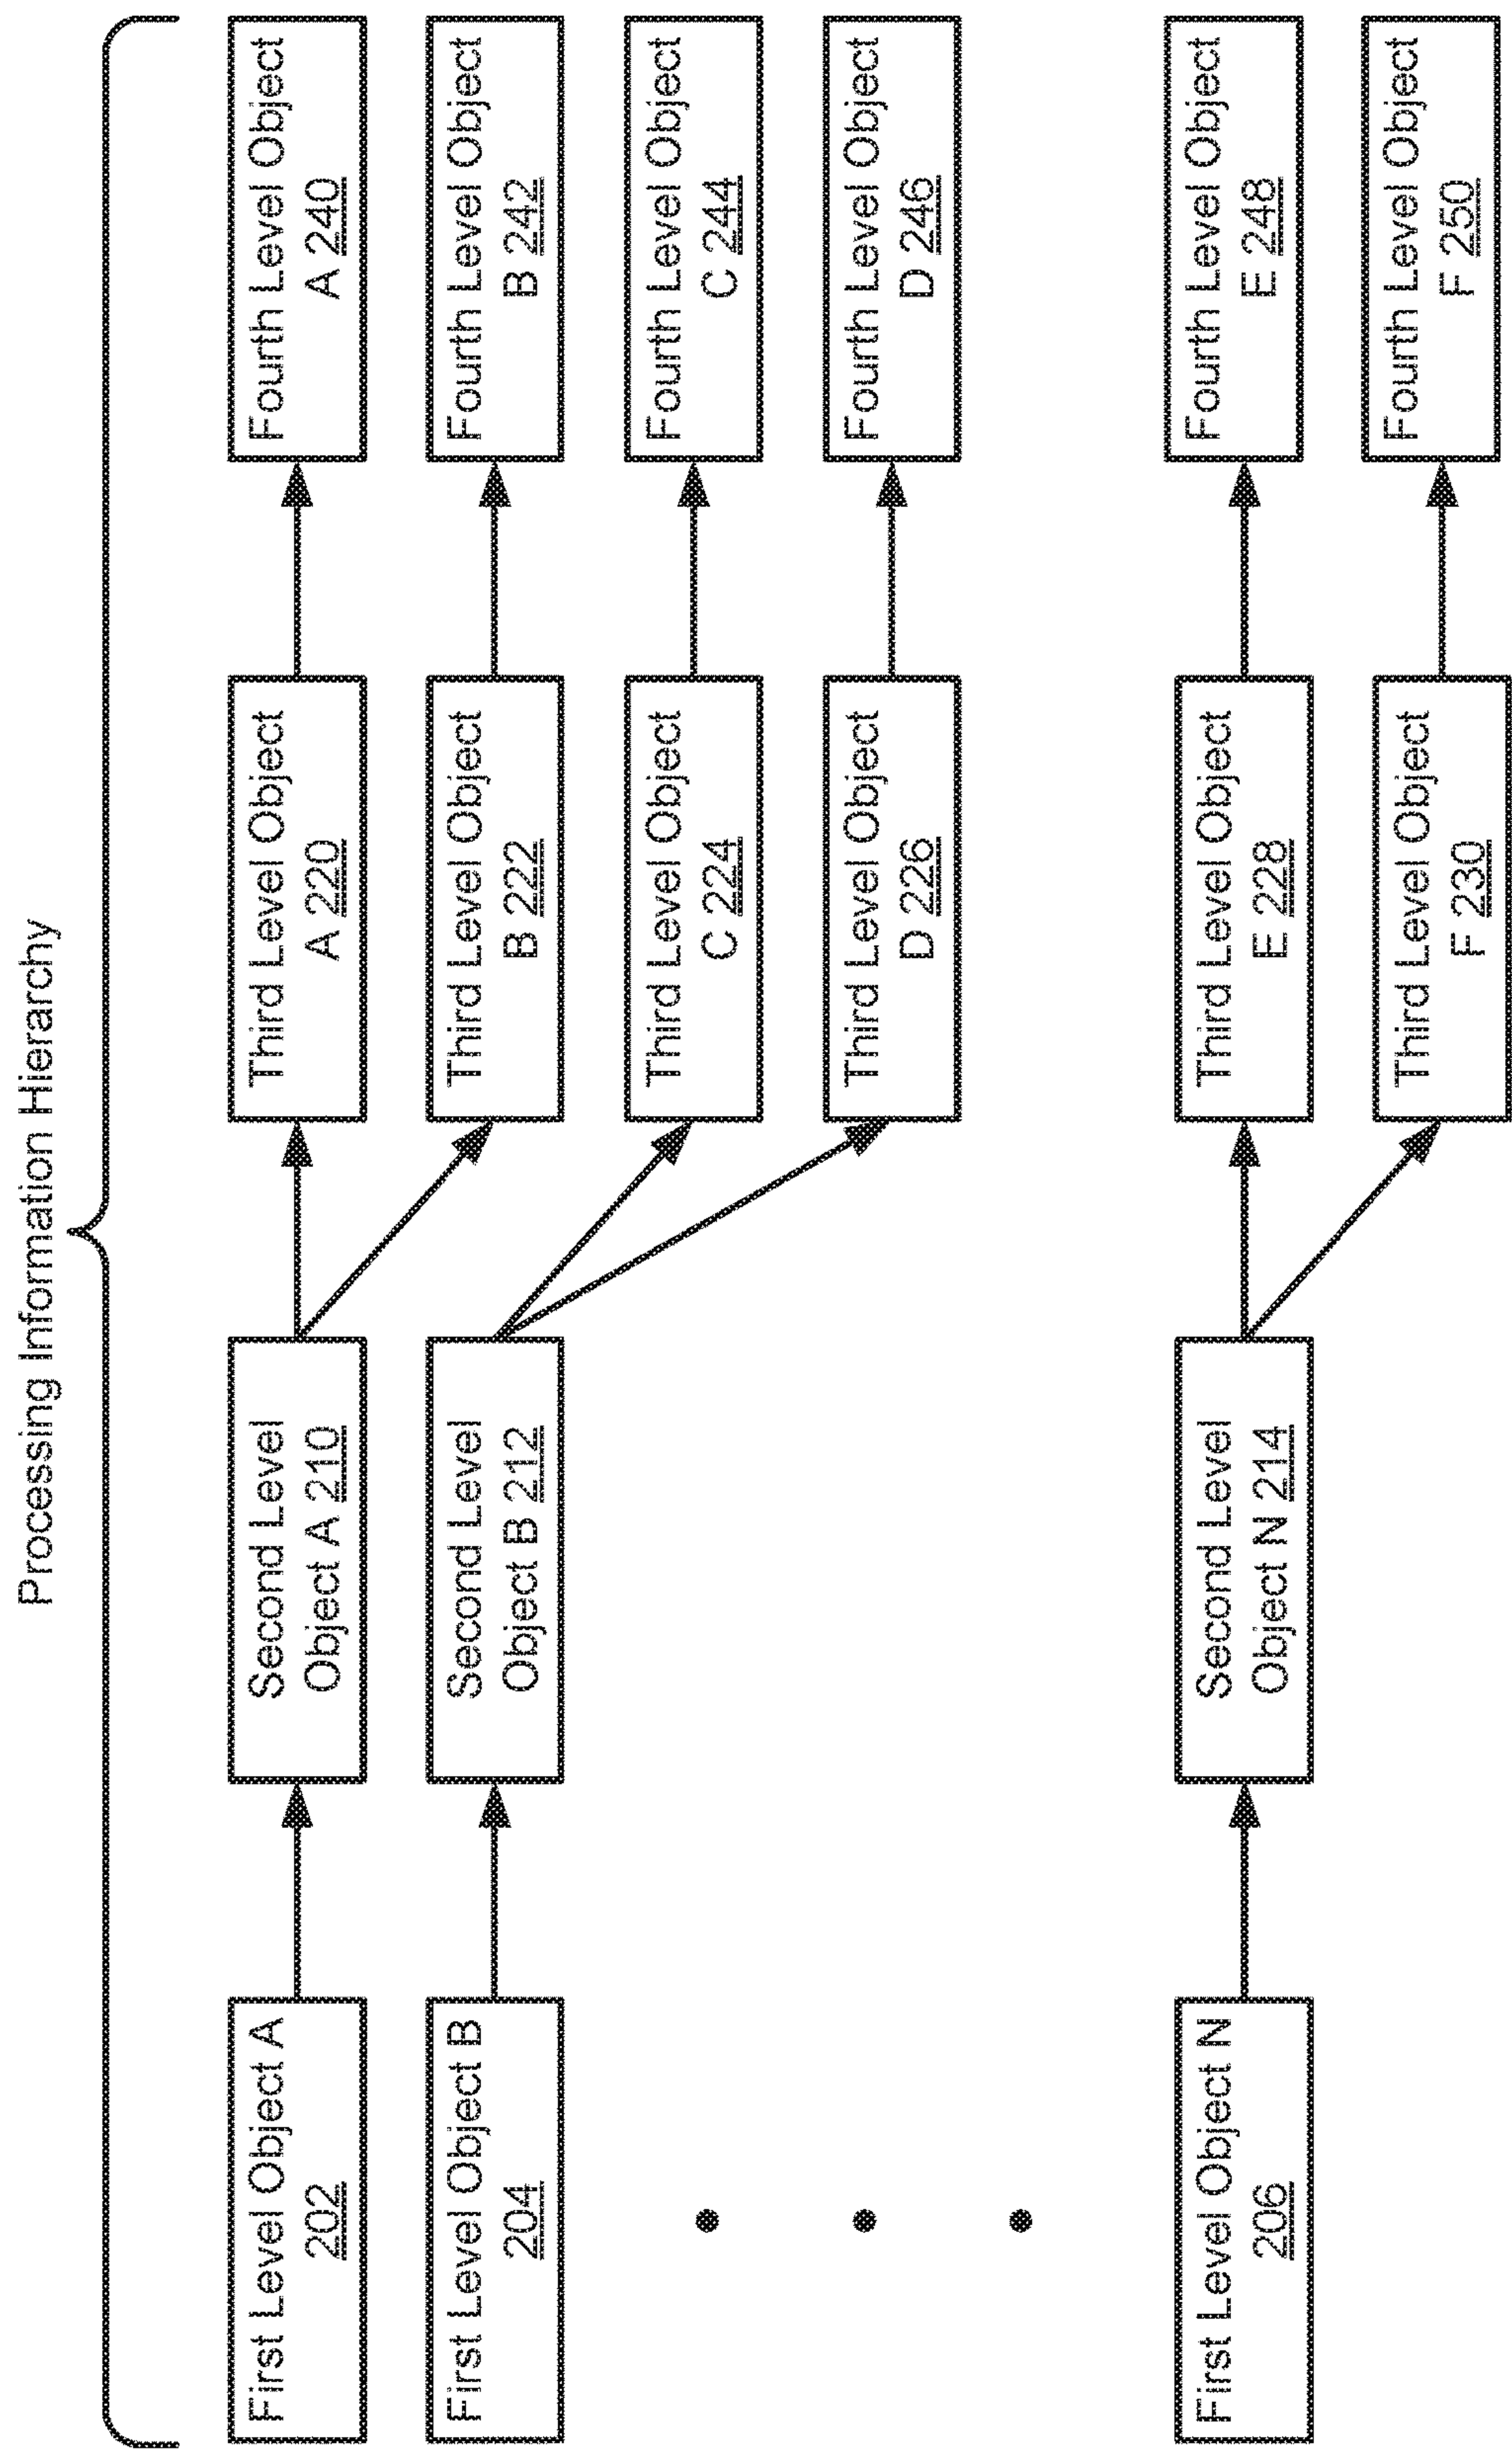 Processing Information Hierarchy
First Level Object A
202
Second Level
Object A 210
Third Level Object
A 220
Fourth Level Object
A 240
First Level Object B
204
Second Level
Object B 212
Third Level Object
B 222
Fourth Level Object
B 242
Third Level Object
C 224
Fourth Level Object
C 244
Third Level Object
D 226
Fourth Level Object
D 246
First Level Object N
206
Second Level
Object N 214
Third Level Object
E 228
Fourth Level Object
E 248
Third Level Object
F 230
Fourth Level Object
F 250